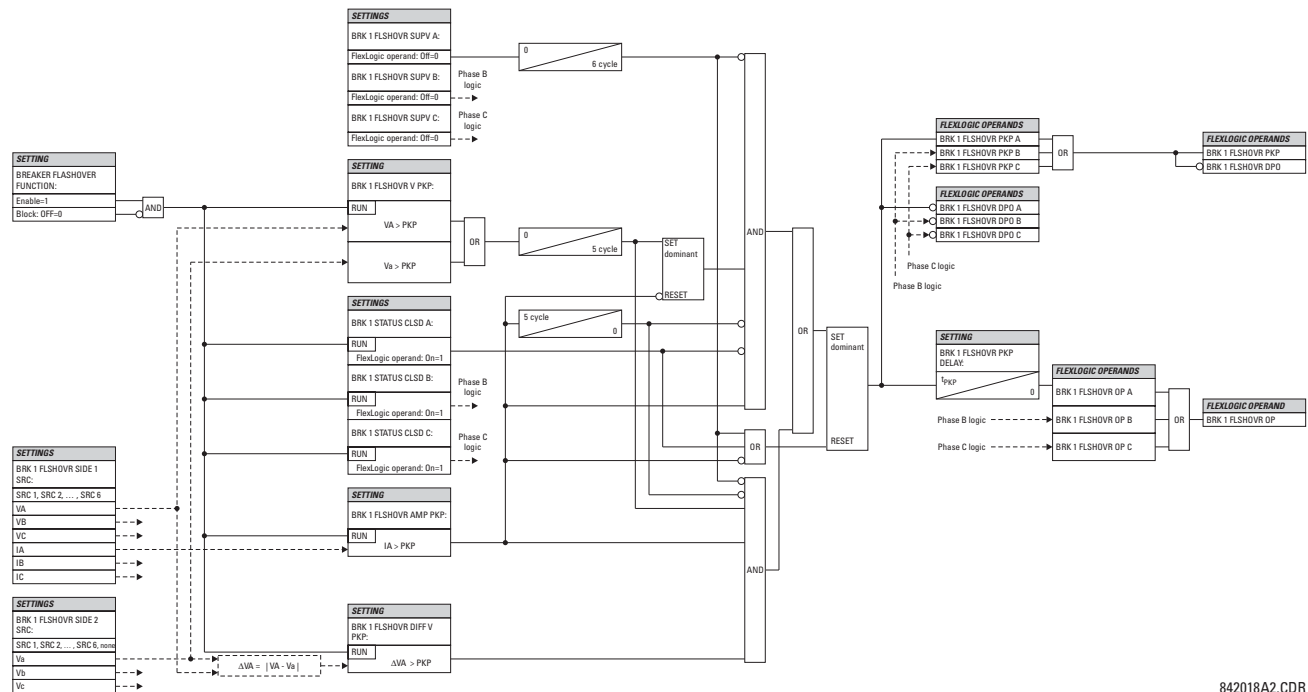 SETTING
BREAKER FLASHOVER
FUNCTION:
Enable=1
Block: OFF=0
AND
SETTINGS
BRK 1 FLSHOVR SIDE 1
SRC:
SRC 1, SRC 2, ... , SRC 6
VA
VB
VC
IA
IB
IC
SETTINGS
BRK 1 FLSHOVR SIDE 2
SRC:
SRC 1, SRC 2, ... , SRC 6, none
Va
Vb
Vc
ΔVA = | VA - Va |
SETTINGS
BRK 1 FLSHOVR SUPV A:
FlexLogic operand: Off=0
BRK 1 FLSHOVR SUPV B:
FlexLogic operand: Off=0
BRK 1 FLSHOVR SUPV C:
FlexLogic operand: Off=0
Phase B
logic
Phase C
logic
SETTING
BRK 1 FLSHOVR V PKP:
RUN
VA > PKP
Va > PKP
OR
SETTINGS
BRK 1 STATUS CLSD A:
RUN
FlexLogic operand: On=1
BRK 1 STATUS CLSD B:
RUN
FlexLogic operand: On=1
BRK 1 STATUS CLSD C:
RUN
FlexLogic operand: On=1
Phase B
logic
Phase C
logic
SETTING
BRK 1 FLSHOVR AMP PKP:
RUN
IA > PKP
SETTING
BRK 1 FLSHOVR DIFF V
PKP:
RUN
ΔVA > PKP
0
6 cycle
0
5 cycle
5 cycle
0
SET
dominant
RESET
AND
OR
AND
OR
SET
dominant
RESET
FLEXLOGIC OPERANDS
BRK 1 FLSHOVR PKP A
BRK 1 FLSHOVR PKP B
BRK 1 FLSHOVR PKP C
OR
FLEXLOGIC OPERANDS
BRK 1 FLSHOVR PKP
BRK 1 FLSHOVR DPO
FLEXLOGIC OPERANDS
BRK 1 FLSHOVR DPO A
BRK 1 FLSHOVR DPO B
BRK 1 FLSHOVR DPO C
Phase C logic
Phase B logic
SETTING
BRK 1 FLSHOVR PKP
DELAY:
tPKP
0
FLEXLOGIC OPERANDS
BRK 1 FLSHOVR OP A
BRK 1 FLSHOVR OP B
BRK 1 FLSHOVR OP C
Phase B logic
Phase C logic
OR
FLEXLOGIC OPERAND
BRK 1 FLSHOVR OP
842018A2.CDR